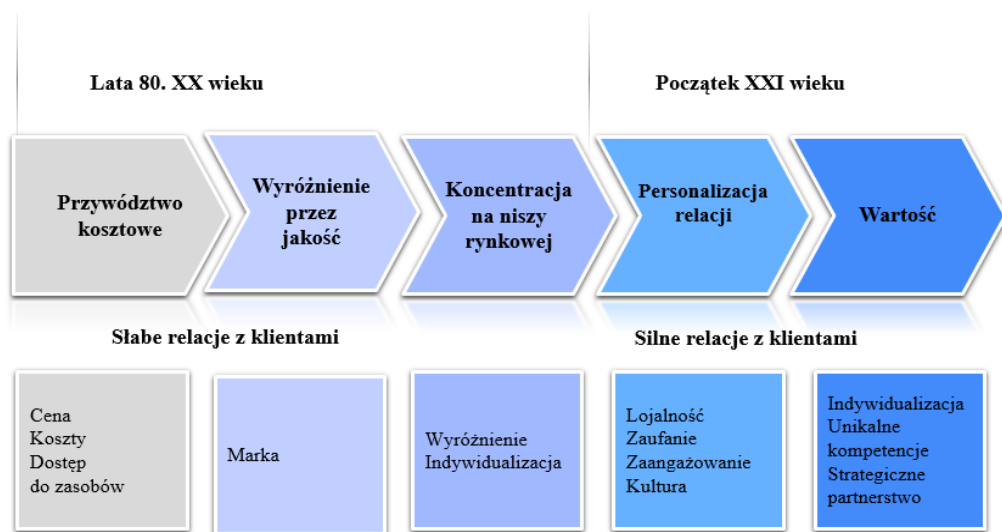 Lata 80. XX wieku
Początek XXI wieku
Przywództwo
kosztowe
Wyróżnienie
przez
jakość
Koncentracja
na niszy
rynkowej
Personalizacja
relacji
Wartość
Słabe relacje z klientami
Silne relacje z klientami
Cena
Koszty
Dostęp
do zasobów
Marka
Wyróżnienie
Indywidualizacja
Lojalność
Zaufanie
Zaangażowanie
Kultura
Indywidualizacja
Unikalne
kompetencje
Strategiczne
partnerstwo